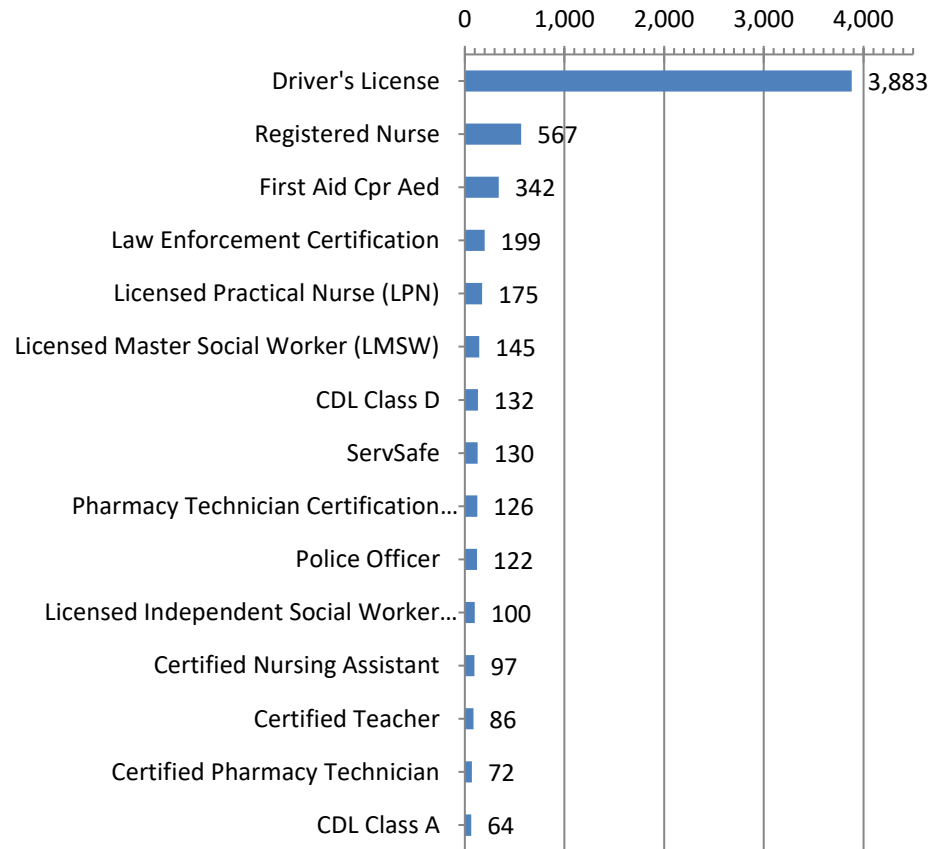 0 1,000 2,000 3,000 4,000
Driver's License 3,883
Registered Nurse 567
First Aid Cpr Aed 342
Law Enforcement Certification 199
Licensed Practical Nurse (LPN) 175
Licensed Master Social Worker (LMSW) 145
CDL Class D 132
ServSafe 130
Pharmacy Technician Certification... 126
Police Officer 122
Licensed Independent Social Worker... 100
Certified Nursing Assistant 97
Certified Teacher 86
Certified Pharmacy Technician 72
CDL Class A 64